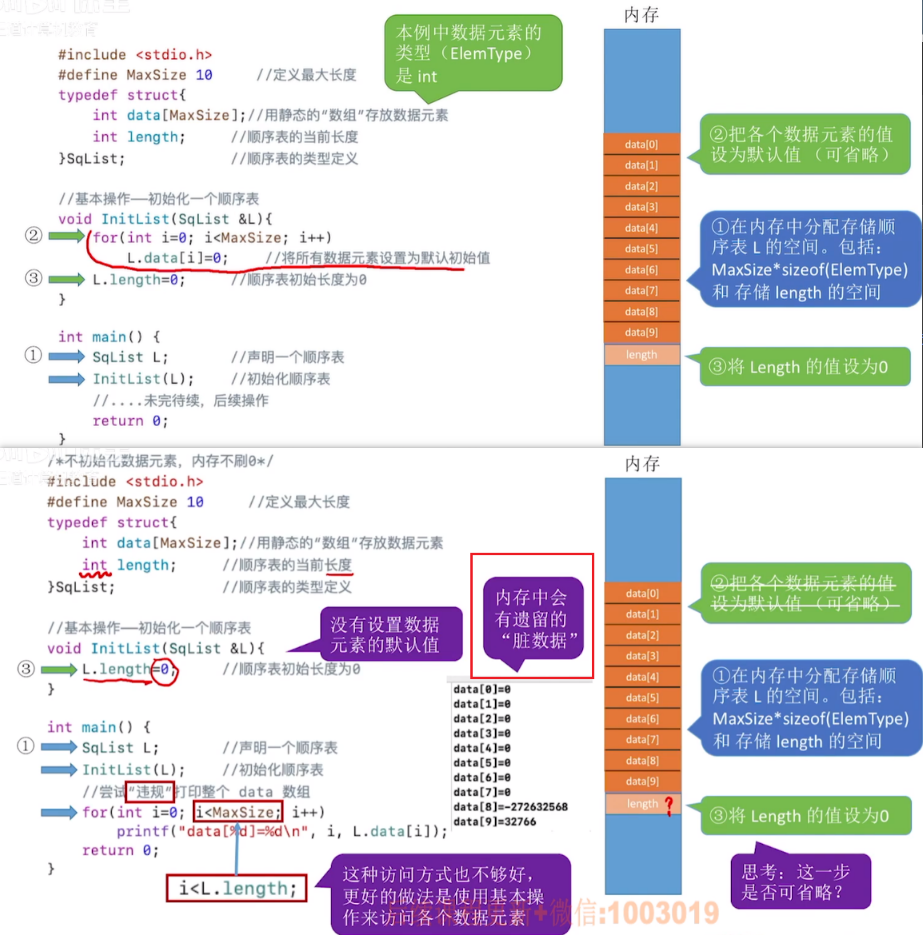 #include <stdio.h>
#define MaxSize 10 //定义最大长度
typedef struct{
int data[MaxSize];//用静态的“数组”存放数据元素
int length; //顺序表的当前长度
}SqList; //顺序表的类型定义
//基本操作——初始化一个顺序表
void InitList(SqList &L){
② for(int i=0; i<MaxSize; i++)
L.data[i]=0; //将所有数据元素设置为默认初始值
③ L.length=0; //顺序表初始长度为0
}
int main() {
① SqList L; //声明一个顺序表
InitList(L); //初始化顺序表
//....未完待续，后续操作
return 0;
}
本例中数据元素的
类型（ElemType）
是 int
内存
data[0]
data[1]
data[2]
data[3]
data[4]
data[5]
data[6]
data[7]
data[8]
data[9]
length
②把各个数据元素的值
设为默认值 （可省略）
①在内存中分配存储顺
序表 L 的空间。包括：
MaxSize*sizeof(ElemType)
和 存储 length 的空间
③将 Length 的值设为0
/*不初始化数据元素，内存不刷0*/
#include <stdio.h>
#define MaxSize 10 //定义最大长度
typedef struct{
int data[MaxSize];//用静态的“数组”存放数据元素
int length; //顺序表的当前长度
}SqList; //顺序表的类型定义
//基本操作——初始化一个顺序表
void InitList(SqList &L){
③ L.length=0; //顺序表初始长度为0
}
int main() {
① SqList L; //声明一个顺序表
InitList(L); //初始化顺序表
//尝试“违规”打印整个 data 数组
for(int i=0; i<MaxSize; i++)
printf("data[%d]=%d\n", i, L.data[i]);
return 0;
}
i<L.length;
没有设置数据
元素的默认值
内存中会
有遗留的
“脏数据”
data[0]=0
data[1]=0
data[2]=0
data[3]=0
data[4]=0
data[5]=0
data[6]=0
data[7]=0
data[8]=-272632568
data[9]=32766
这种访问方式也不够好，
更好的做法是使用基本操
作来访问各个数据元素
内存
data[0]
data[1]
data[2]
data[3]
data[4]
data[5]
data[6]
data[7]
data[8]
data[9]
length ?
②把各个数据元素的值
设为默认值 （可省略）
①在内存中分配存储顺
序表 L 的空间。包括：
MaxSize*sizeof(ElemType)
和 存储 length 的空间
③将 Length 的值设为0
思考：这一步
是否可省略？
+微信:1003019